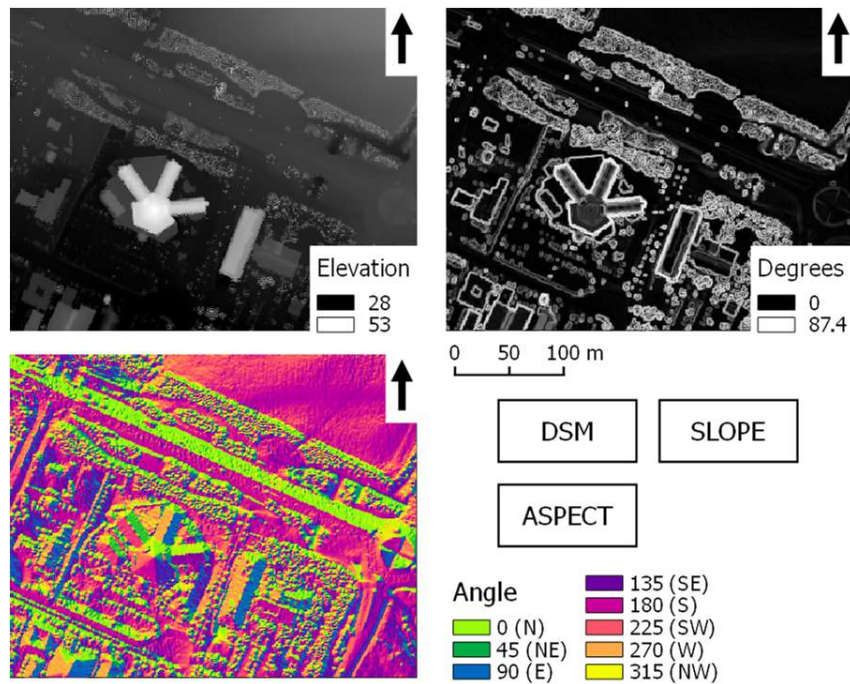 Elevation
28
53
Degrees
0
87.4
0 50 100 m
DSM SLOPE
ASPECT
Angle
0 (N)
45 (NE)
90 (E)
135 (SE)
180 (S)
225 (SW)
270 (W)
315 (NW)